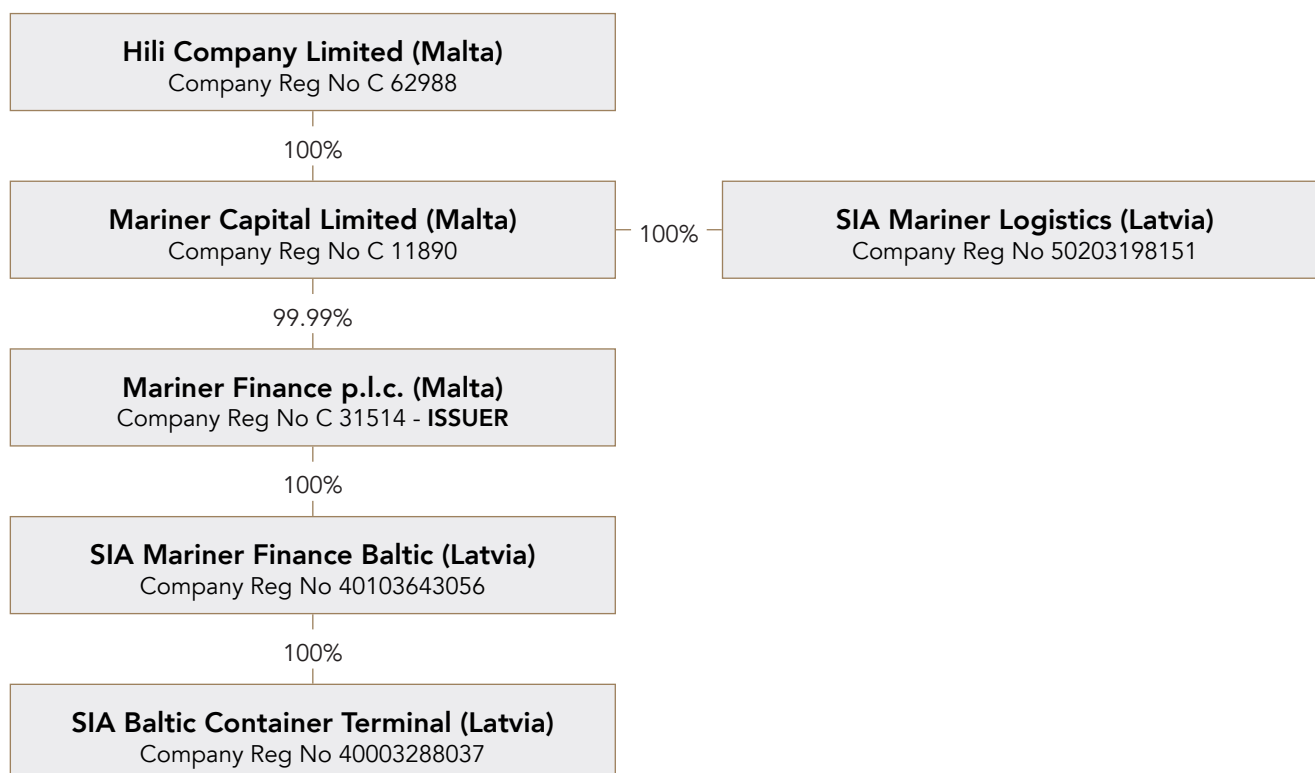 Hili Company Limited (Malta)
Company Reg No C 62988
100%
Mariner Capital Limited (Malta)
Company Reg No C 11890
100%
SIA Mariner Logistics (Latvia)
Company Reg No 50203198151
99.99%
Mariner Finance p.l.c. (Malta)
Company Reg No C 31514 - ISSUER
100%
SIA Mariner Finance Baltic (Latvia)
Company Reg No 40103643056
100%
SIA Baltic Container Terminal (Latvia)
Company Reg No 40003288037